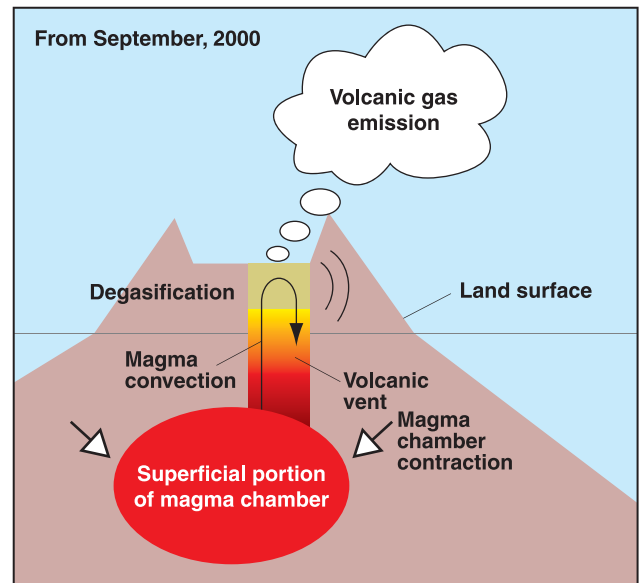 From September, 2000
Volcanic gas
emission
Degasification
Land surface
Magma
convection
Volcanic
vent
Magma
chamber
contraction
Superficial portion
of magma chamber